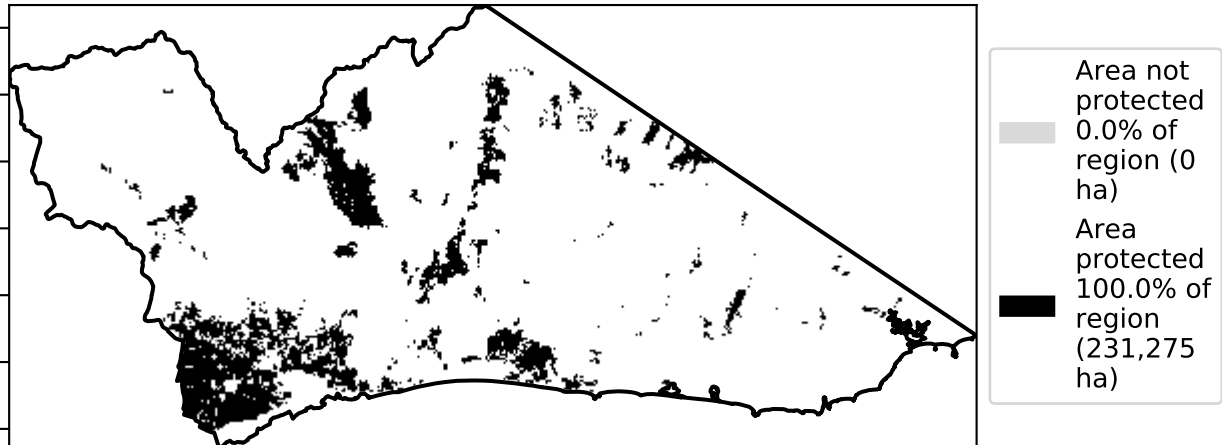 Area not
protected
0.0% of
region (0
ha)
Area
protected
100.0% of
region
(231,275
ha)